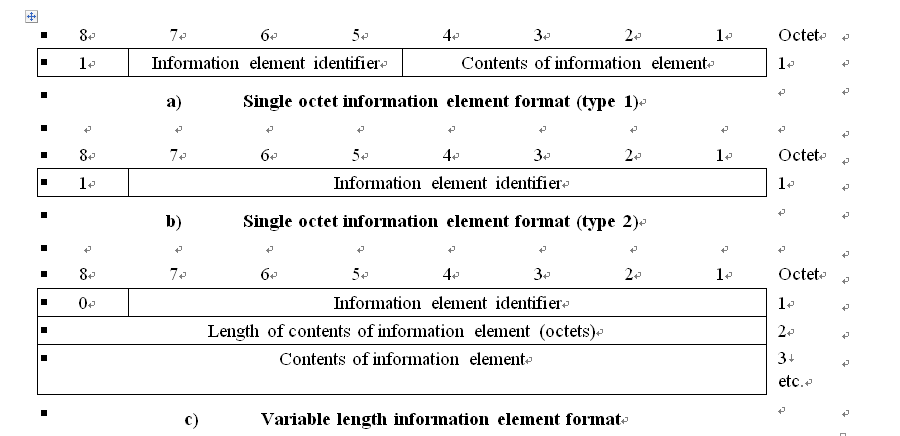 8 7 6 5 4 3 2 1 Octet
1 Information element identifier Contents of information element 1
a) Single octet information element format (type 1)
8 7 6 5 4 3 2 1 Octet
1 Information element identifier 1
b) Single octet information element format (type 2)
8 7 6 5 4 3 2 1 Octet
0 Information element identifier 1
Length of contents of information element (octets) 2
Contents of information element 3
etc.
c) Variable length information element format